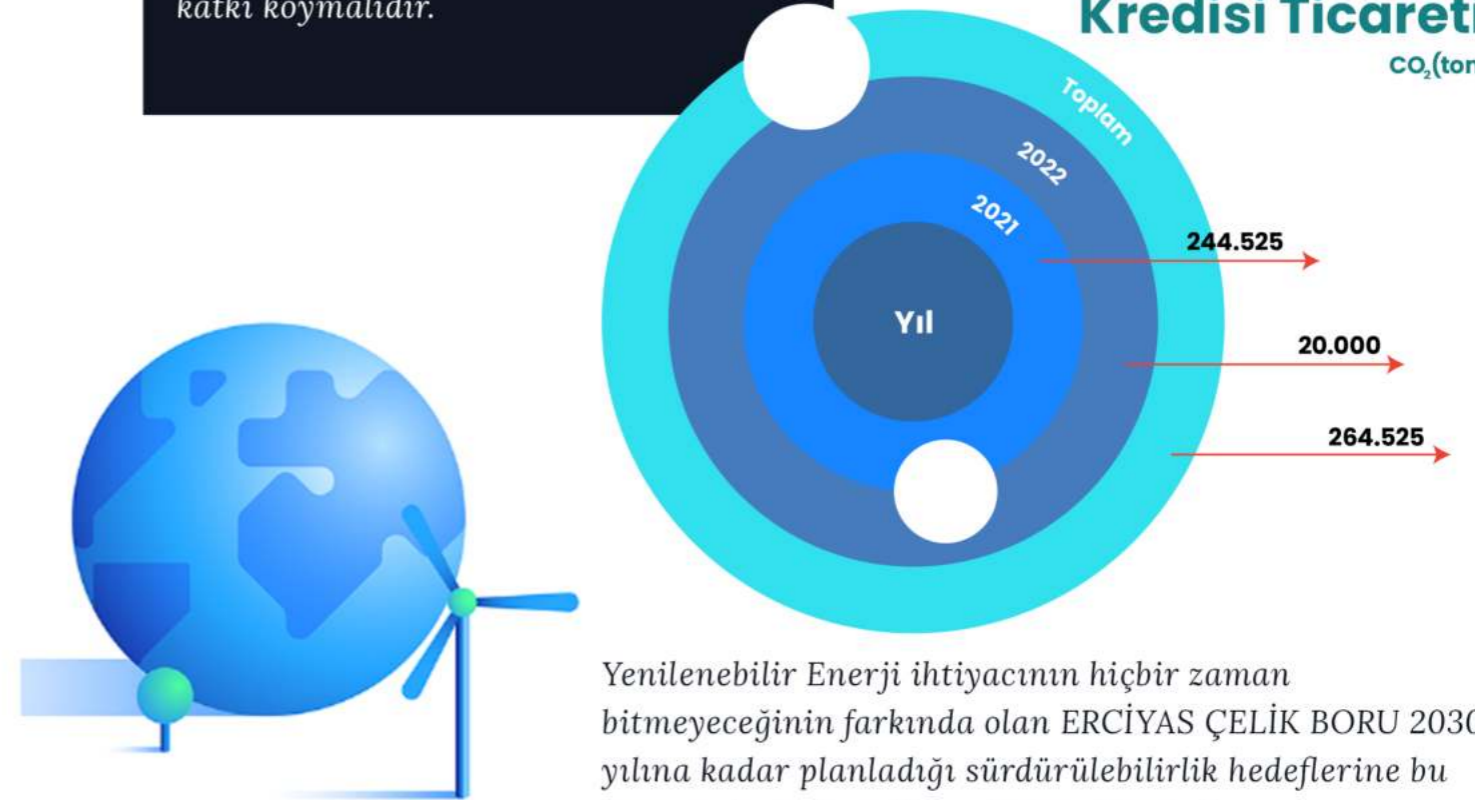 katkı koymalıdır.
Kredisi Ticareti
CO₂(ton
Toplam
2022
2021
Yıl
244.525
20.000
264.525
Yenilenebilir Enerji ihtiyacının hiçbir zaman
bitmeyeceğinin farkında olan ERCİYAS ÇELİK BORU 2030
yılına kadar planladığı sürdürülebilirlik hedeflerine bu